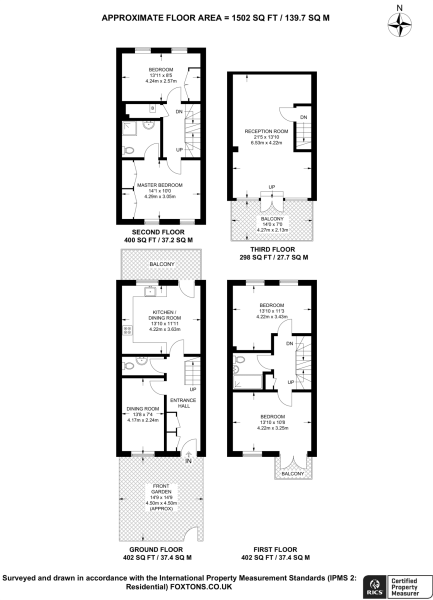 APPROXIMATE FLOOR AREA = 1502 SQ FT / 139.7 SQ M
N
BEDROOM
13'11 x 8'5
4.24m x 2.57m
DN
UP
MASTER BEDROOM
14'1 x 10'0
4.29m x 3.05m
SECOND FLOOR
400 SQ FT / 37.2 SQ M
RECEPTION ROOM
21'5 x 13'10
6.53m x 4.22m
DN
UP
BALCONY
14'0 x 7'0
4.27m x 2.13m
THIRD FLOOR
298 SQ FT / 27.7 SQ M
BALCONY
KITCHEN /
DINING ROOM
13'10 x 11'11
4.22m x 3.63m
UP
ENTRANCE
HALL
DINING ROOM
13'8 x 7'4
4.17m x 2.24m
IN
FRONT
GARDEN
14'9 x 14'9
4.50m x 4.50m
(APPROX)
GROUND FLOOR
402 SQ FT / 37.4 SQ M
BEDROOM
13'10 x 11'3
4.22m x 3.43m
DN
UP
BEDROOM
13'10 x 10'8
4.22m x 3.25m
BALCONY
FIRST FLOOR
402 SQ FT / 37.4 SQ M
Surveyed and drawn in accordance with the International Property Measurement Standards (IPMS 2:
Residential) FOXTONS.CO.UK
RICS
Certified
Property
Measurer